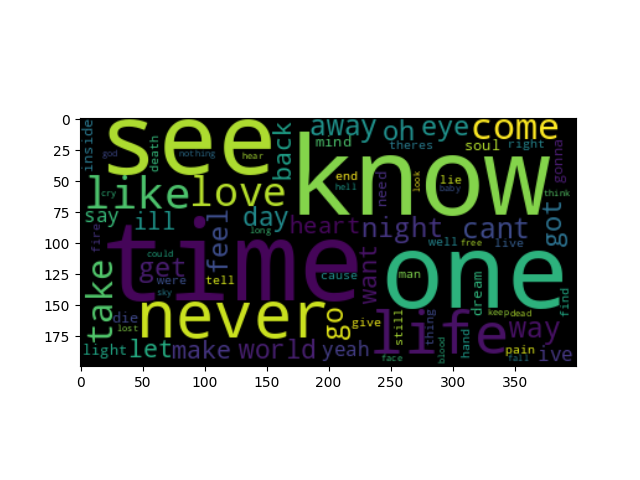 0
25
50
75
100
125
150
175
0 50 100 150 200 250 300 350
inside
god
see
death
nothing
hear
back
away
mind
oh
theres
eye
come
soul
right
gonna
cry
like
love
know
end
hell
need
look
lie
baby
think
say
ill
feel
day
long
heart
night
cant
got
fire
time
could
get
were
sky
tell
cause
want
well
free
live
man
one
dream
find
take
die
lost
never
go
give
still
thing
life
keep
dead
way
light
let
make
world
yeah
face
blood
hand
pain
fall
ive